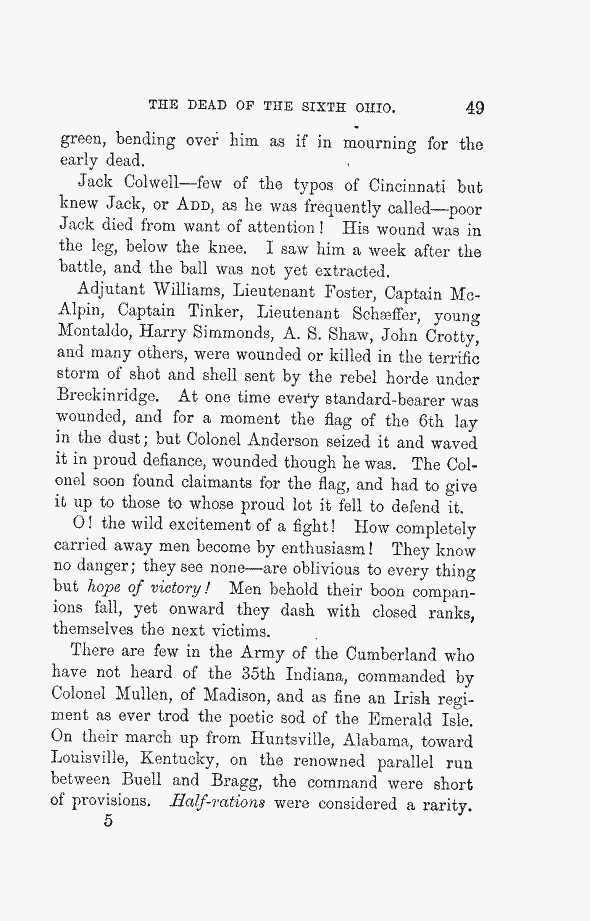 THE DEAD OF THE SIXTH OHIO. 49
green, bending over him as if in mourning for the
early dead.
Jack Colwell—few of the typos of Cincinnati but
knew Jack, or ADD, as he was frequently called—poor
Jack died from want of attention! His wound was in
the leg, below the knee. I saw him a week after the
battle, and the ball was not yet extracted.
Adjutant Williams, Lieutenant Foster, Captain Mc-
Alpin, Captain Tinker, Lieutenant Schæffer, young
Montaldo, Harry Simmonds, A. S. Shaw, John Crotty,
and many others, were wounded or killed in the terrific
storm of shot and shell sent by the rebel horde under
Breckinridge. At one time every standard-bearer was
wounded, and for a moment the flag of the 6th lay
in the dust; but Colonel Anderson seized it and waved
it in proud defiance, wounded though he was. The Col-
onel soon found claimants for the flag, and had to give
it up to those to whose proud lot it fell to defend it.
O! the wild excitement of a fight! How completely
carried away men become by enthusiasm! They know
no danger; they see none—are oblivious to every thing
but hope of victory! Men behold their boon compan-
ions fall, yet onward they dash with closed ranks,
themselves the next victims.
There are few in the Army of the Cumberland who
have not heard of the 35th Indiana, commanded by
Colonel Mullen, of Madison, and as fine an Irish regi-
ment as ever trod the poetic sod of the Emerald Isle.
On their march up from Huntsville, Alabama, toward
Louisville, Kentucky, on the renowned parallel run
between Buell and Bragg, the command were short
of provisions. Half-rations were considered a rarity.
5